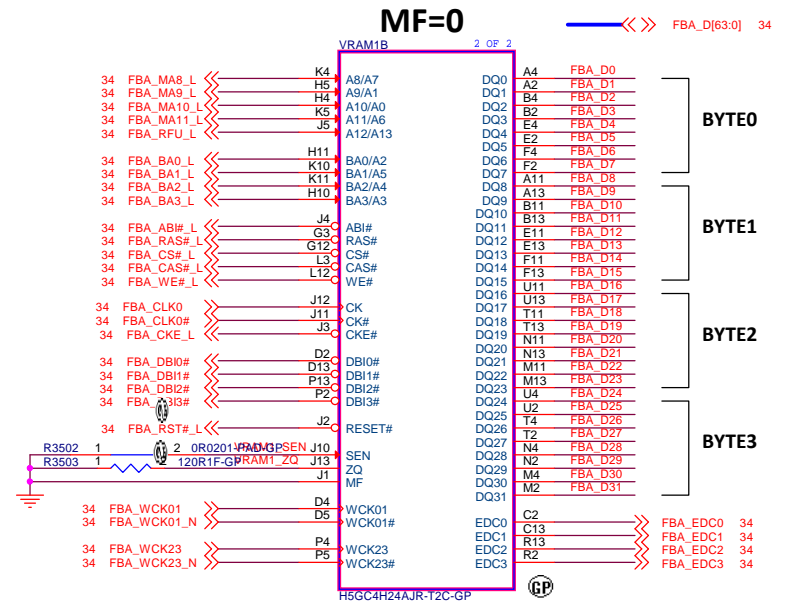 MF=0
FBA_D[63:0] 34
VRAM1B 2 OF 2
34 FBA_MA8_L K4 A8/A7
34 FBA_MA9_L H5 A9/A1
34 FBA_MA10_L H4 A10/A0
34 FBA_MA11_L K5 A11/A6
34 FBA_RFU_L J5 A12/A13
34 FBA_BA0_L H11 BA0/A2
34 FBA_BA1_L K10 BA1/A5
34 FBA_BA2_L K11 BA2/A4
34 FBA_BA3_L H10 BA3/A3
34 FBA_ABI#_L J4 ABI#
34 FBA_RAS#_L G3 RAS#
34 FBA_CS#_L G12 CS#
34 FBA_CAS#_L L3 CAS#
34 FBA_WE#_L L12 WE#
34 FBA_CLK0 J12 CK
34 FBA_CLK0# J11 CK#
34 FBA_CKE_L J3 CKE#
34 FBA_DBI0# D2 DBI0#
34 FBA_DBI1# D13 DBI1#
34 FBA_DBI2# P13 DBI2#
34 P2 DBI3#
34 FBA_RST#_L J2 RESET#
R3502 1 2 0R0201-PAD-GP J10 SEN
R3503 1 2 120R1F-GP VRAM1_ZQ J13 ZQ
J1 MF
34 FBA_WCK01 D4 WCK01
34 FBA_WCK01_N D5 WCK01#
34 FBA_WCK23 P4 WCK23
34 FBA_WCK23_N P5 WCK23#
DQ0 A4 FBA_D0
DQ1 A2 FBA_D1
DQ2 B4 FBA_D2
DQ3 B2 FBA_D3
DQ4 E4 FBA_D4
DQ5 E2 FBA_D5
DQ6 F4 FBA_D6
DQ7 F2 FBA_D7
BYTE0
DQ8 A11 FBA_D8
DQ9 A13 FBA_D9
DQ10 B11 FBA_D10
DQ11 B13 FBA_D11
DQ12 E11 FBA_D12
DQ13 E13 FBA_D13
DQ14 F11 FBA_D14
DQ15 F13 FBA_D15
BYTE1
DQ16 U11 FBA_D16
DQ17 U13 FBA_D17
DQ18 T11 FBA_D18
DQ19 T13 FBA_D19
DQ20 N11 FBA_D20
DQ21 N13 FBA_D21
DQ22 M11 FBA_D22
DQ23 M13 FBA_D23
BYTE2
DQ24 U4 FBA_D24
DQ25 U2 FBA_D25
DQ26 T4 FBA_D26
DQ27 T2 FBA_D27
DQ28 N4 FBA_D28
DQ29 N2 FBA_D29
DQ30 M4 FBA_D30
DQ31 M2 FBA_D31
BYTE3
EDC0 C2 FBA_EDC0 34
EDC1 C13 FBA_EDC1 34
EDC2 R13 FBA_EDC2 34
EDC3 R2 FBA_EDC3 34
H5GC4H24AJR-T2C-GP
GP